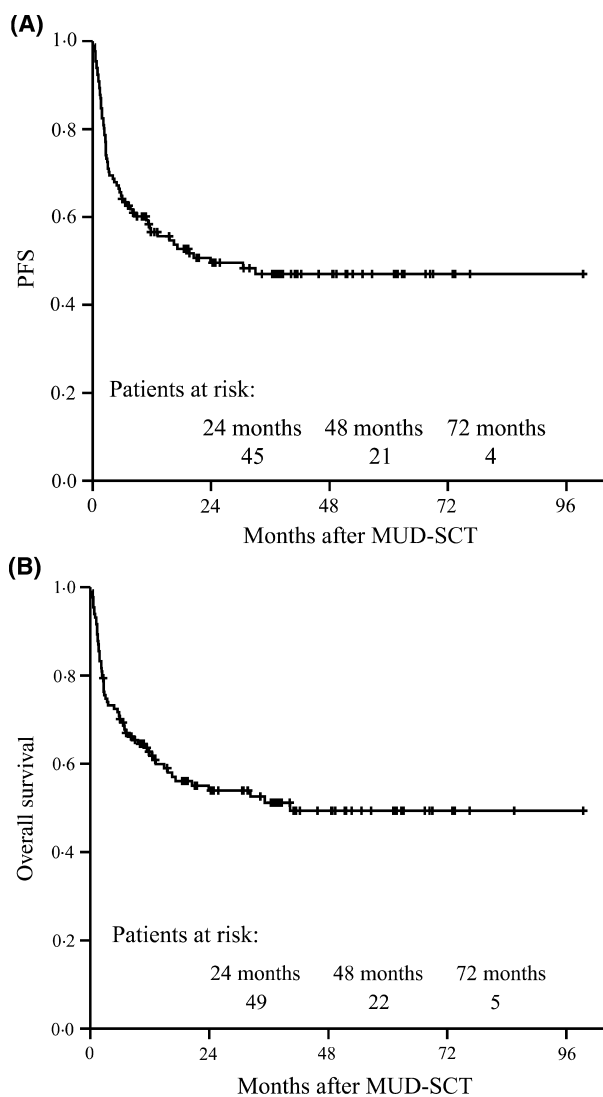 (A)
1·0
0·8
0·6
0·4
0·2
0·0
PFS
Patients at risk:
24 months 48 months 72 months
45 21 4
0 24 48 72 96
Months after MUD-SCT
(B)
1·0
0·8
0·6
0·4
0·2
0·0
Overall survival
Patients at risk:
24 months 48 months 72 months
49 22 5
0 24 48 72 96
Months after MUD-SCT